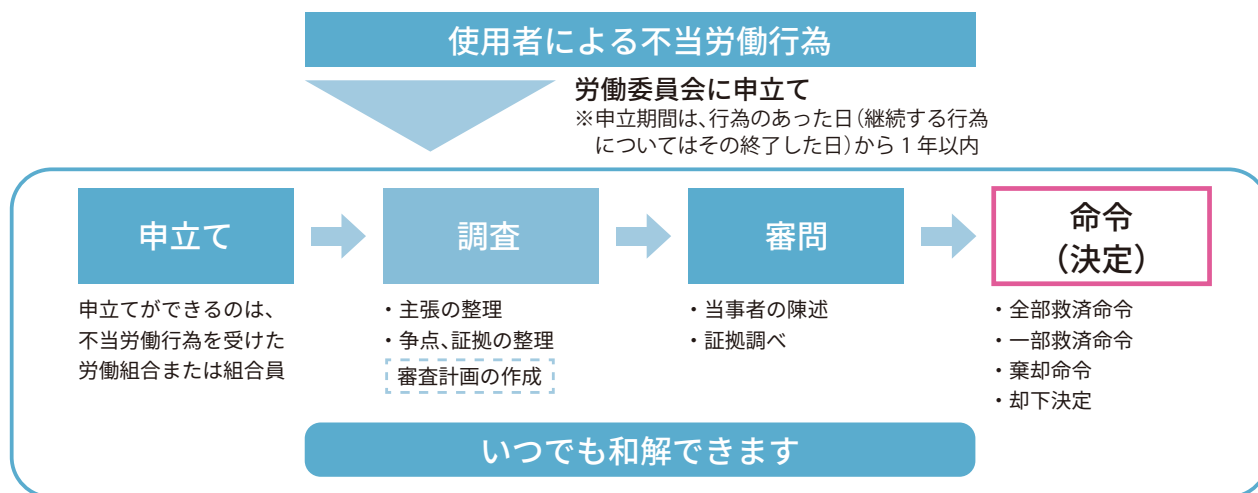 使用者による不当労働行為
労働委員会に申立て
※申立期間は、行為のあった日（継続する行為
についてはその終了した日）から１年以内
申立て
申立てができるのは、
不当労働行為を受けた
労働組合または組合員
調査
・主張の整理
・争点、証拠の整理
審査計画の作成
審問
・当事者の陳述
・証拠調べ
命令
（決定）
・全部救済命令
・一部救済命令
・棄却命令
・却下決定
いつでも和解できます